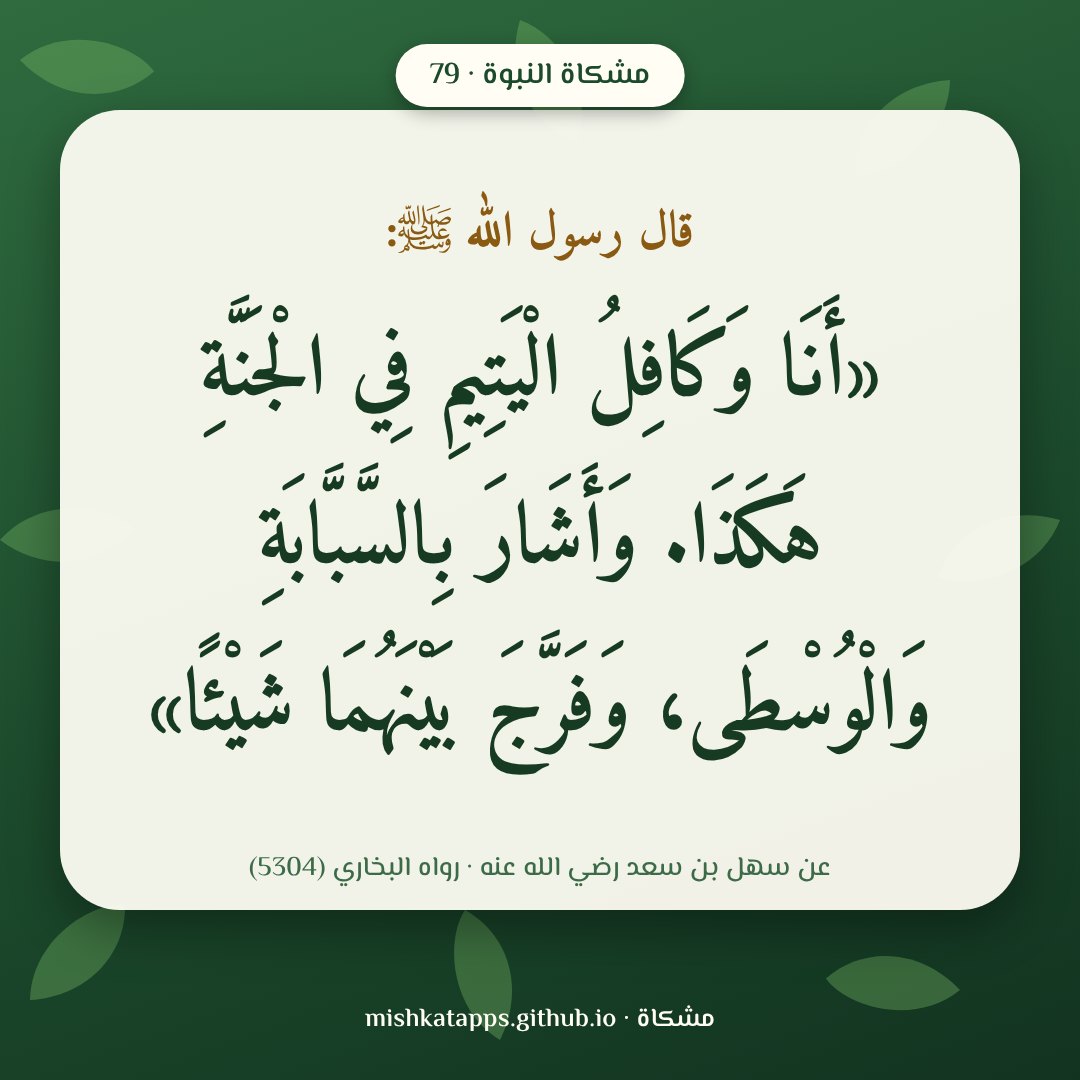 مشكاة النبوة · 79
قال رسول الله ﷺ:
«أَنَا وَكَافِلُ الْيَتِيمِ فِي الْجَنَّةِ
هَكَذَا. وَأَشَارَ بِالسَّبَّابَةِ
وَالْوُسْطَى، وَفَرَّجَ بَيْنَهُمَا شَيْئًا»
عن سهل بن سعد رضي الله عنه · رواه البخاري (5304)
مشكاة · mishkatapps.github.io